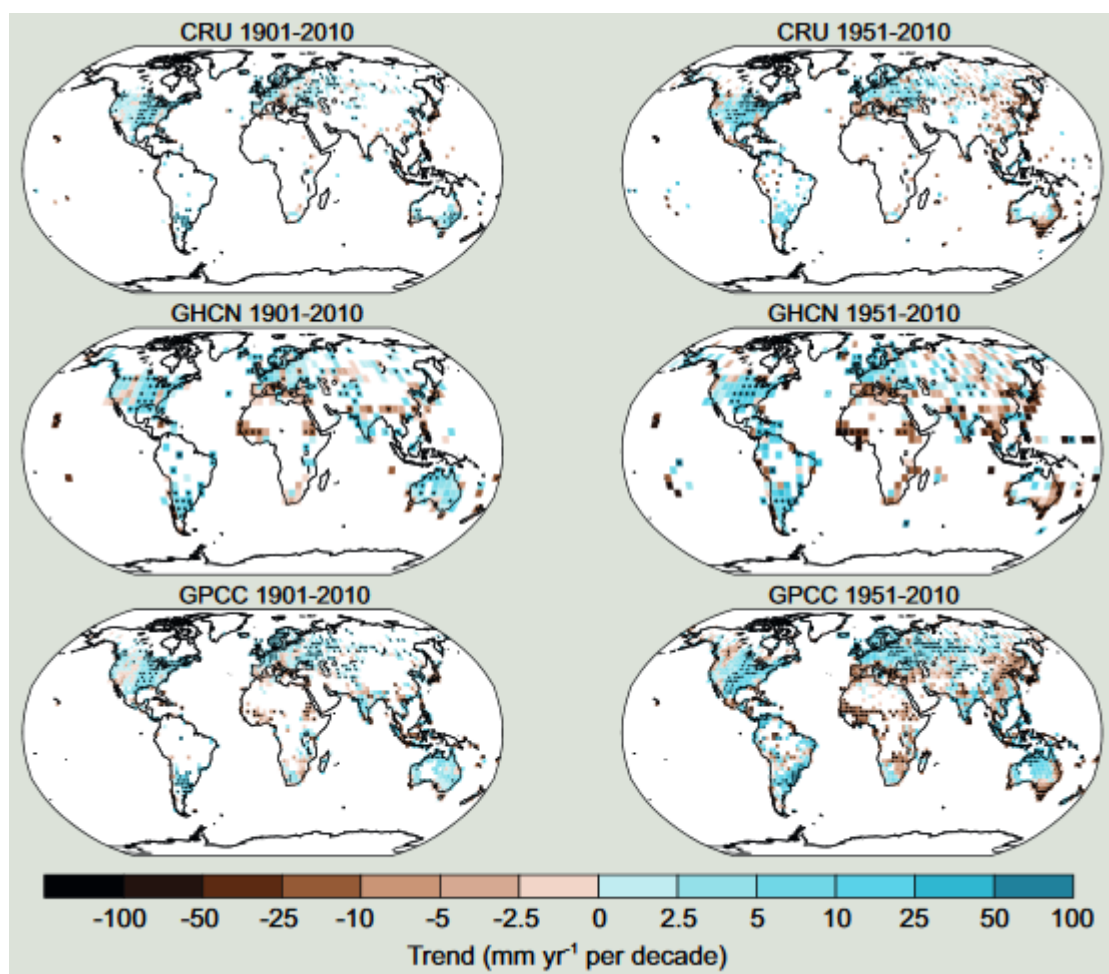 CRU 1901-2010 CRU 1951-2010
GHCN 1901-2010 GHCN 1951-2010
GPCC 1901-2010 GPCC 1951-2010
-100 -50 -25 -10 -5 -2.5 0 2.5 5 10 25 50 100
Trend (mm yr⁻¹ per decade)